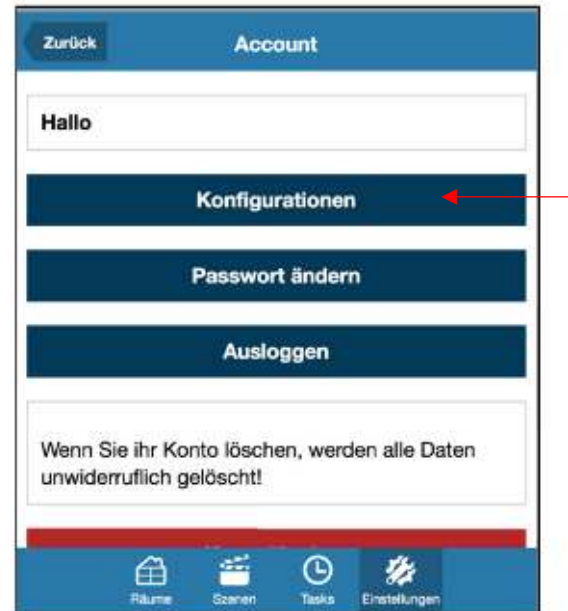 Zurück
Account
Hallo
Konfigurationen
Passwort ändern
Ausloggen
Wenn Sie ihr Konto löschen, werden alle Daten
unwiderruflich gelöscht!
Räume
Szenen
Tasks
Einstellungen